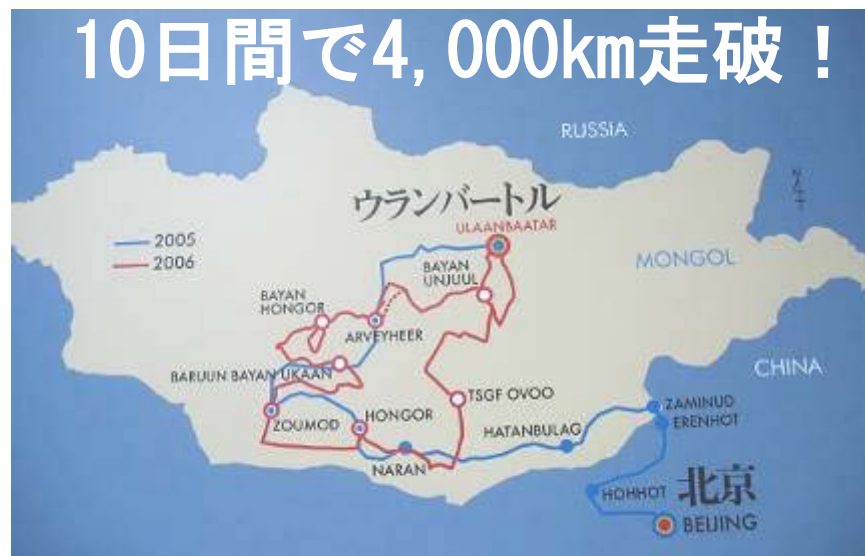 10日間で4,000km走破！
RUSSIA
ウランバートル
ULAANBAATAR
2005
2006
MONGOL
BAYAN
UNJUUL
BAYAN
HONGOR
ARVEYHEER
CHINA
BARUUN BAYAN UKAAN
TSGF OVOO
ZAMINUD
ERENHOT
ZOUMOD
HONGOR
HATANBULAG
NARAN
HOHHOT
北京
BEIJING